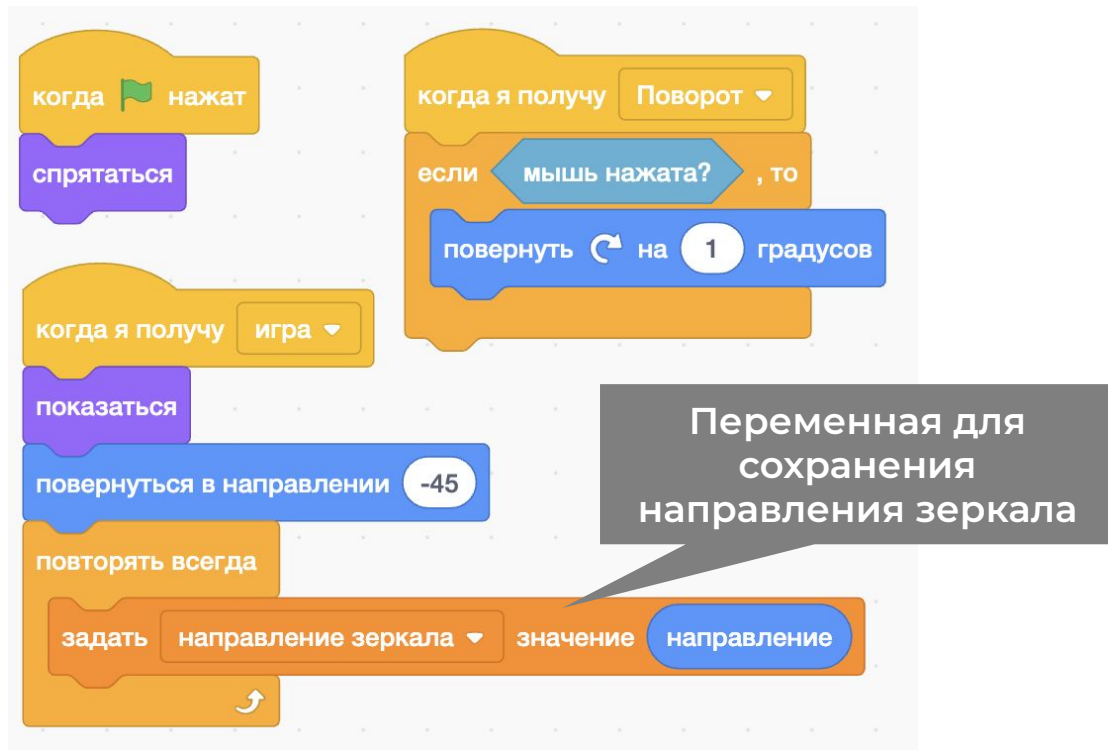 когда нажат
спрятаться
когда я получу Поворот
если мышь нажата? , то
повернуть на 1 градусов
когда я получу игра
показаться
повернуться в направлении -45
повторять всегда
задать направление зеркала значение направление
Переменная для
сохранения
направления зеркала